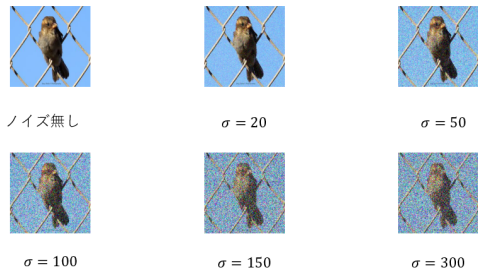 ノイズ無し
𝜎 = 20
𝜎 = 50
𝜎 = 100
𝜎 = 150
𝜎 = 300